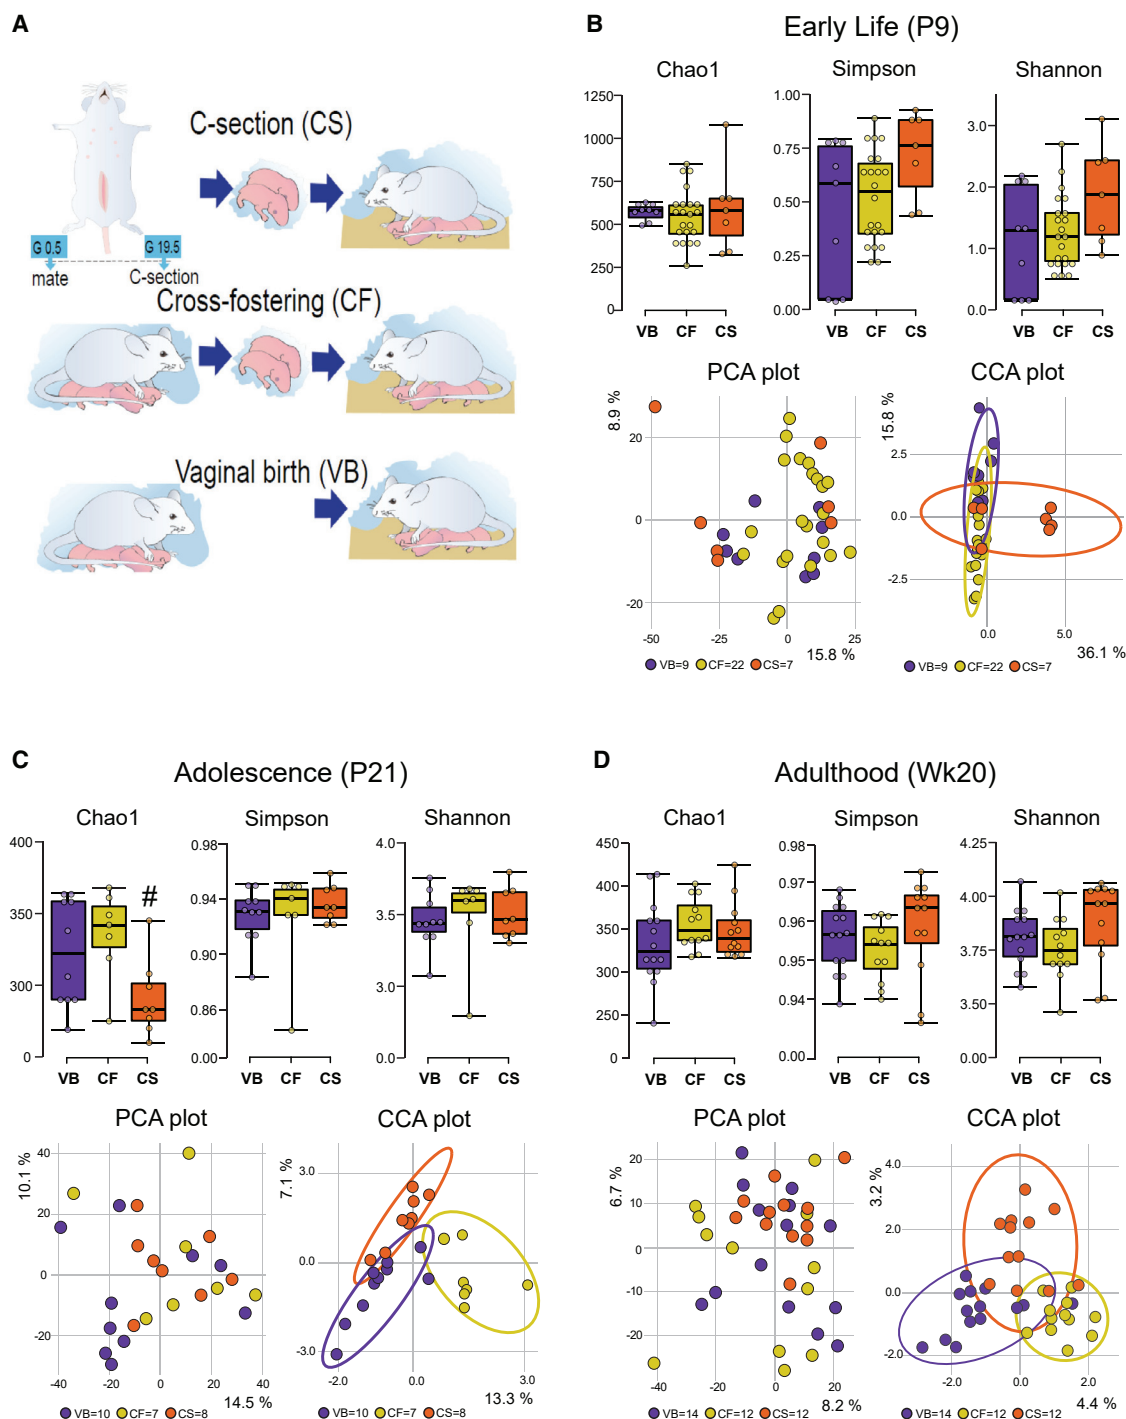 A
C-section (CS)
G 0.5
G 19.5
mate
C-section
Cross-fostering (CF)
Vaginal birth (VB)
B
Early Life (P9)
Chao1
Simpson
Shannon
1250
1000
750
500
250
0
1.00
0.75
0.50
0.25
0.00
3.0
2.0
1.0
0.0
VB CF CS
VB CF CS
VB CF CS
PCA plot
8.9 %
20
0
-20
-50 -25 0 25
15.8 %
VB=9 CF=22 CS=7
CCA plot
15.8 %
2.5
0.0
-2.5
0.0 5.0
36.1 %
VB=9 CF=22 CS=7
C
Adolescence (P21)
Chao1
Simpson
Shannon
400
350
300
0
#
0.98
0.94
0.90
0.86
0.00
4.0
3.5
3.0
0.0
VB CF CS
VB CF CS
VB CF CS
PCA plot
10.1 %
40
20
0
-20
-40 -20 0 20 40
14.5 %
VB=10 CF=7 CS=8
CCA plot
7.1 %
3.0
0.0
-3.0
-2.0 0.0 3.0
13.3 %
VB=10 CF=7 CS=8
D
Adulthood (Wk20)
Chao1
Simpson
Shannon
450
400
350
300
250
0
0.98
0.97
0.96
0.95
0.94
0.00
4.25
4.00
3.75
3.50
0.00
VB CF CS
VB CF CS
VB CF CS
PCA plot
6.7 %
20
10
0
-10
-20
-40 -20 0 20
8.2 %
VB=14 CF=12 CS=12
CCA plot
3.2 %
4.0
2.0
0.0
-2.0
-2.0 0.0 2.0
4.4 %
VB=14 CF=12 CS=12